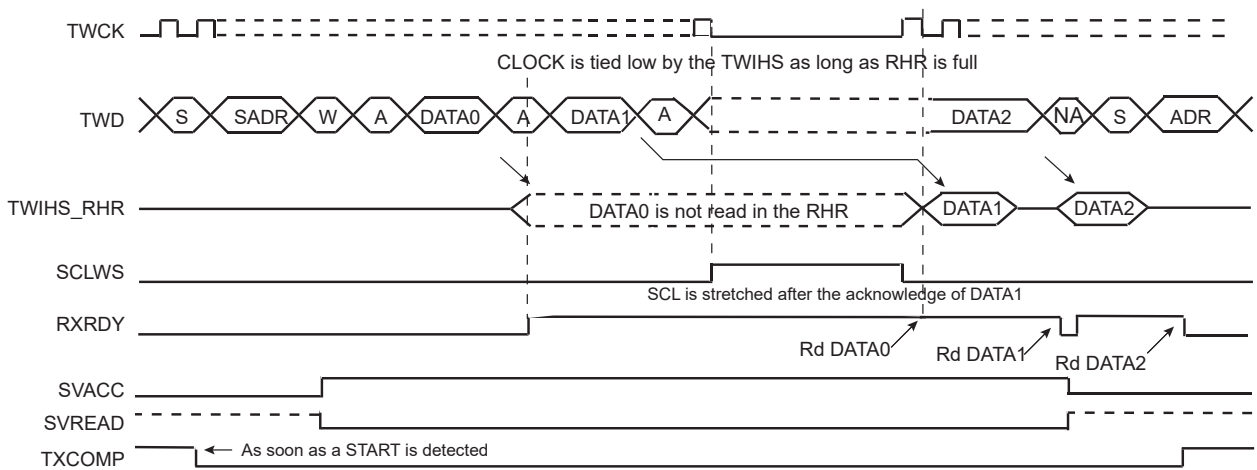 TWCK
CLOCK is tied low by the TWIHS as long as RHR is full
TWD S SADR W A DATA0 A DATA1 A DATA2 NA S ADR
TWIHS_RHR DATA0 is not read in the RHR DATA1 DATA2
SCLWS
SCL is stretched after the acknowledge of DATA1
RXRDY
Rd DATA0 Rd DATA1 Rd DATA2
SVACC
SVREAD
TXCOMP As soon as a START is detected